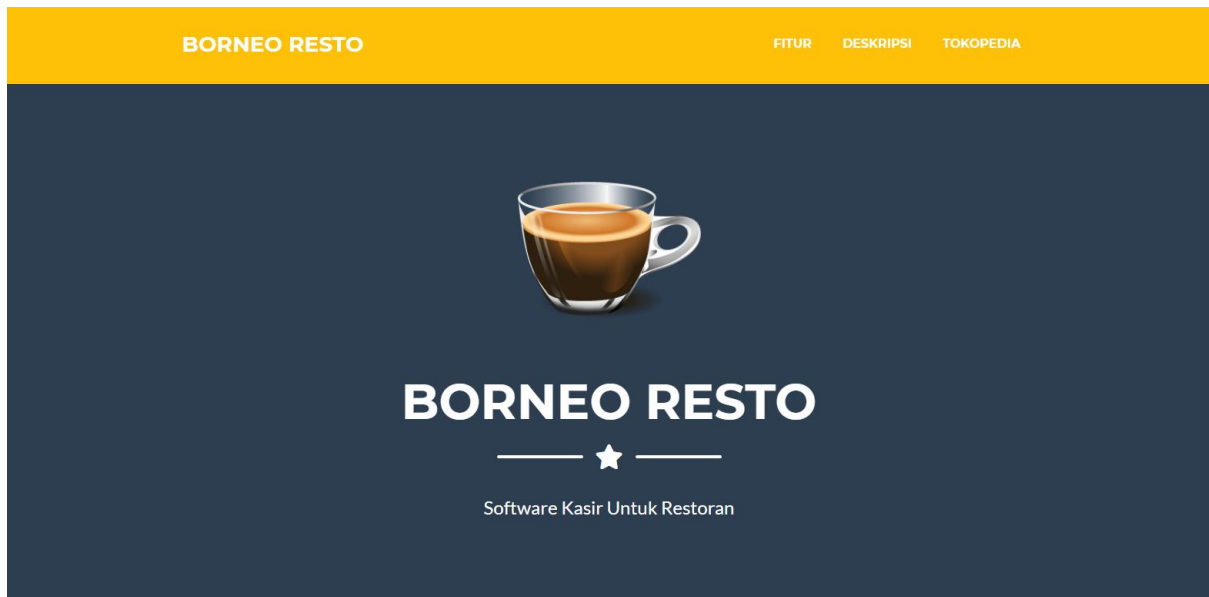 BORNEO RESTO
FITUR DESKRIPSI TOKOPEDIA
BORNEO RESTO
Software Kasir Untuk Restoran